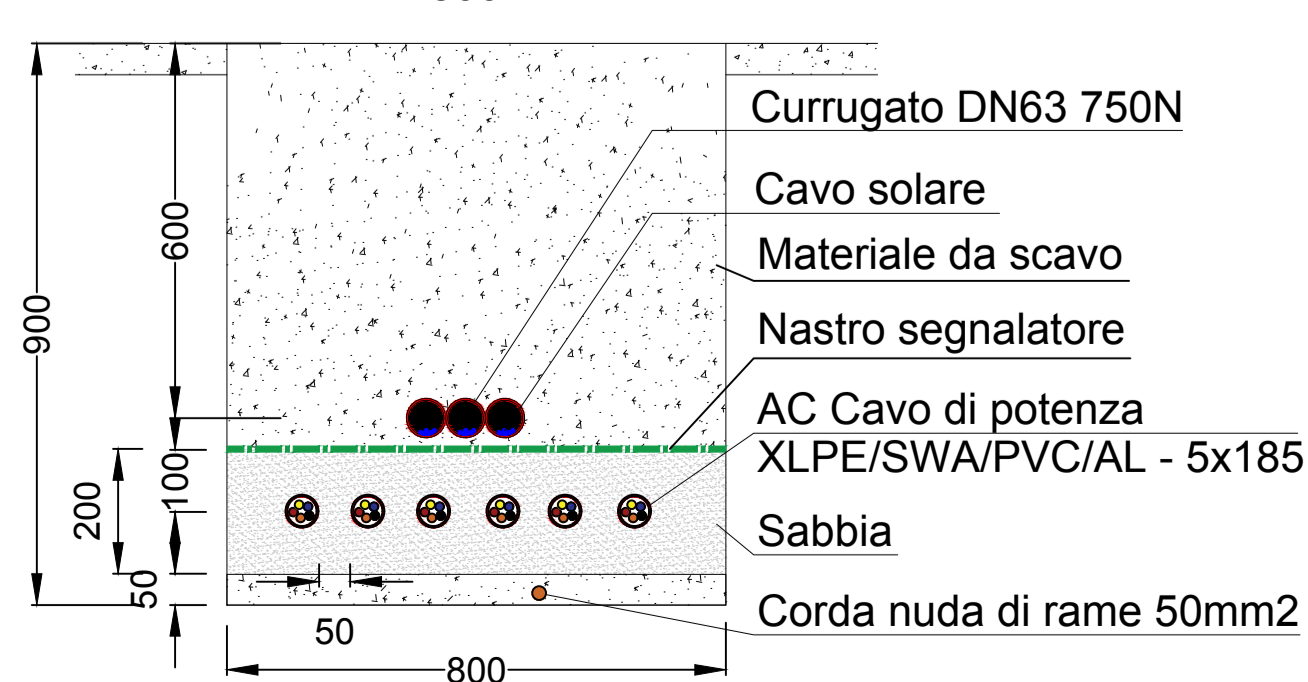 Currugato DN63 750N
Cavo solare
Materiale da scavo
Nastro segnalatore
AC Cavo di potenza
XLPE/SWA/PVC/AL - 5x185
Sabbia
Corda nuda di rame 50mm2
900
600
100
200
50
50
800